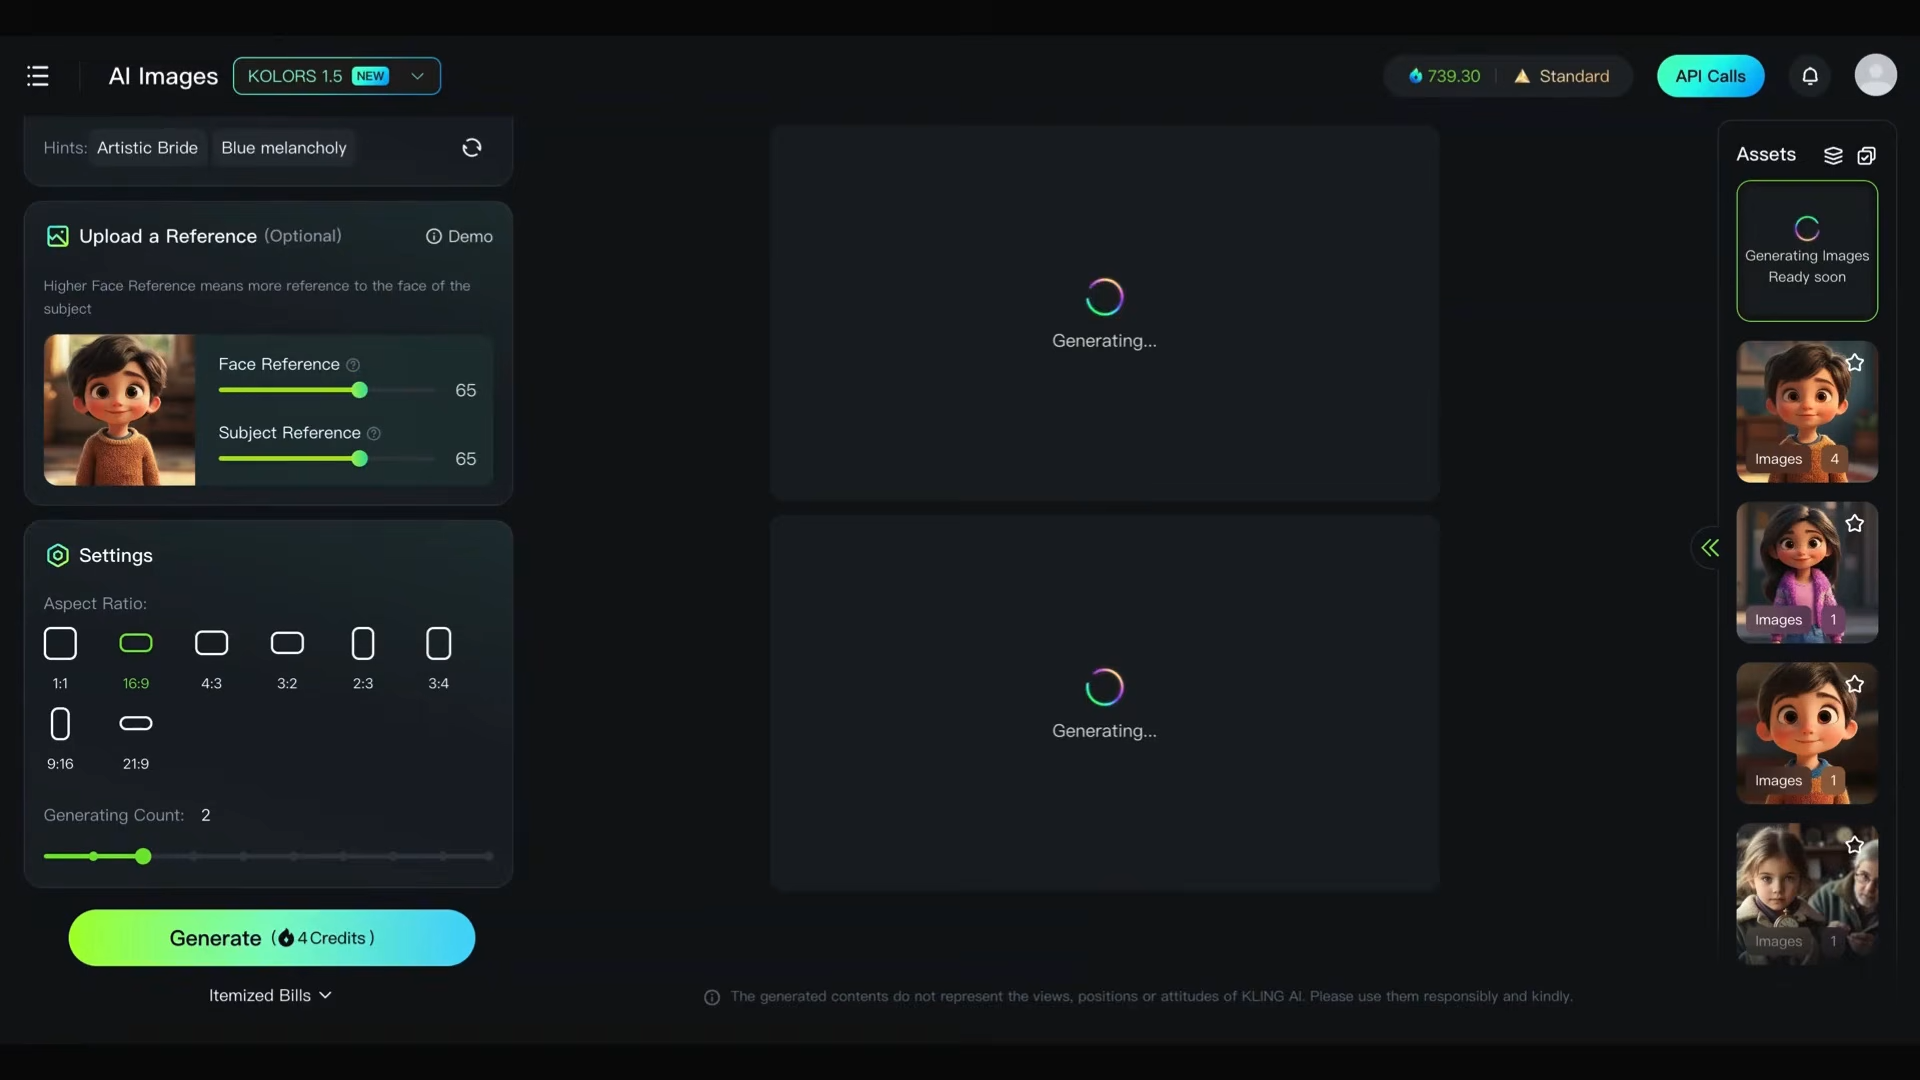 AI Images
KOLORS 1.5 NEW
739.30
Standard
API Calls
Hints: Artistic Bride Blue melancholy
Upload a Reference (Optional)
Demo
Higher Face Reference means more reference to the face of the
subject
Face Reference
65
Subject Reference
65
Settings
Aspect Ratio:
1:1 16:9 4:3 3:2 2:3 3:4
9:16 21:9
Generating Count: 2
Generate (4 Credits)
Itemized Bills
Generating...
Generating...
The generated contents do not represent the views, positions or attitudes of KLING AI. Please use them responsibly and kindly.
Assets
Generating Images
Ready soon
Images 4
Images 1
Images 1
Images 1